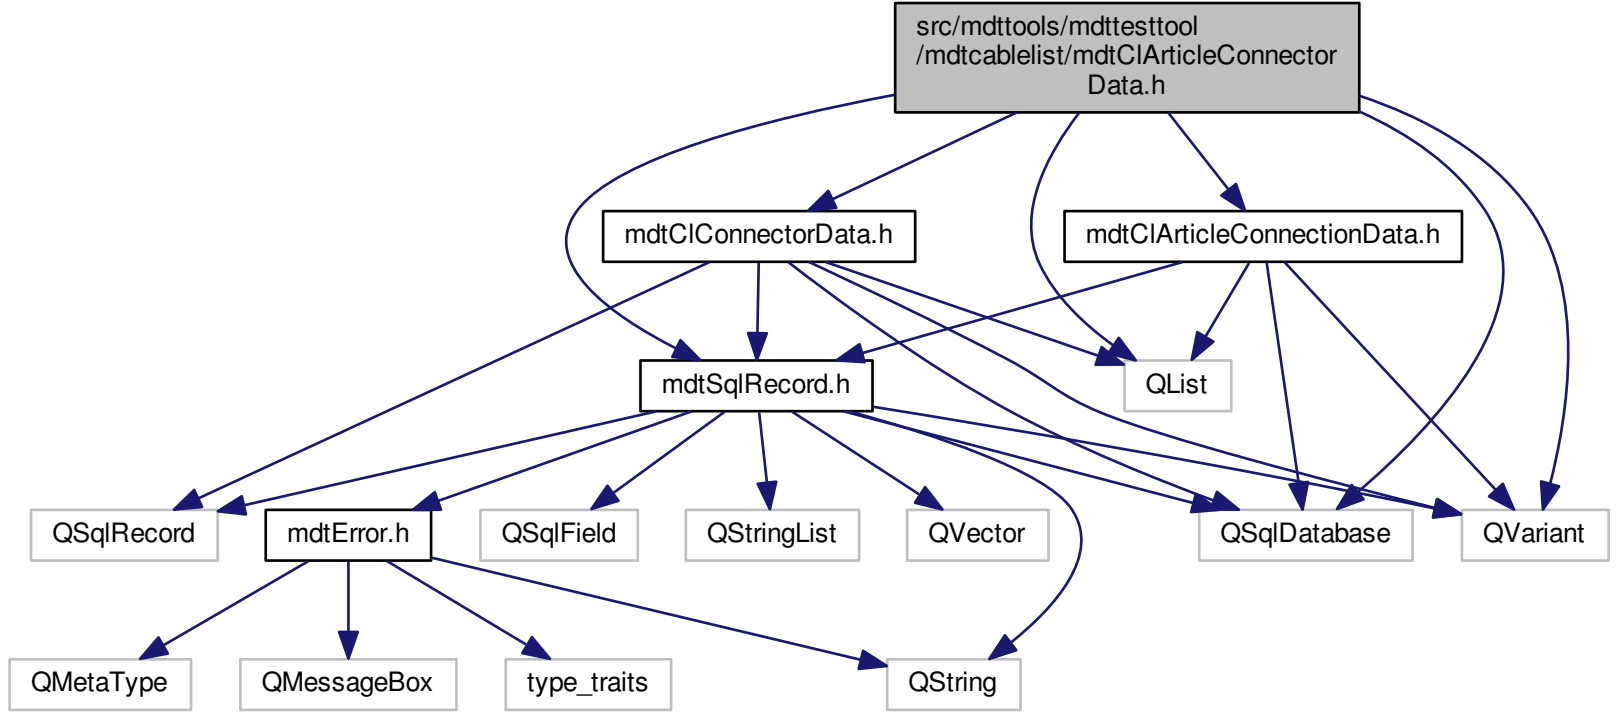 src/mdttools/mdttesttool
/mdtcablelist/mdtClArticleConnector
Data.h
mdtClConnectorData.h
mdtClArticleConnectionData.h
mdtSqlRecord.h
QList
QSqlRecord
mdtError.h
QSqlField
QStringList
QVector
QSqlDatabase
QVariant
QMetaType
QMessageBox
type_traits
QString